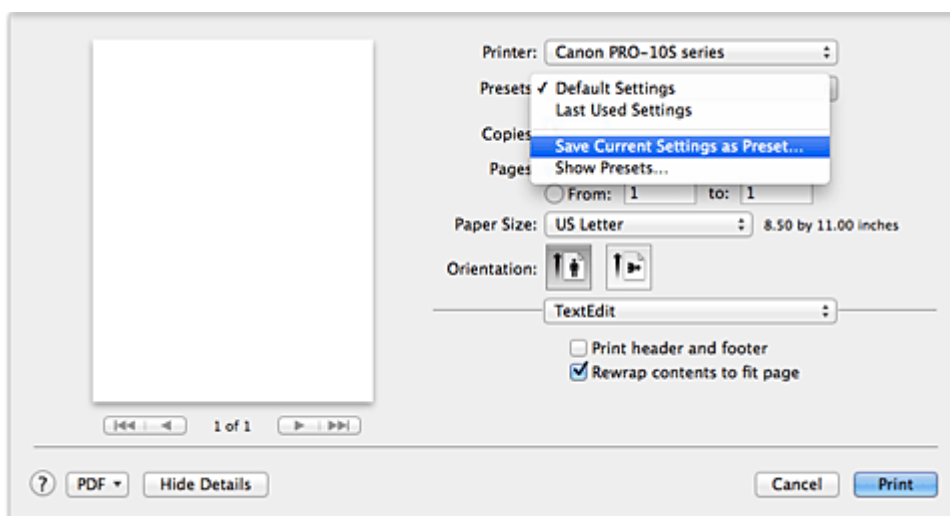 Printer: Canon PRO-10S series
Presets ✓ Default Settings
Last Used Settings
Copies
Save Current Settings as Preset...
Pages Show Presets...
From: 1 to: 1
Paper Size: US Letter 8.50 by 11.00 inches
Orientation:
TextEdit
Print header and footer
Rewrap contents to fit page
1 of 1
? PDF Hide Details Cancel Print